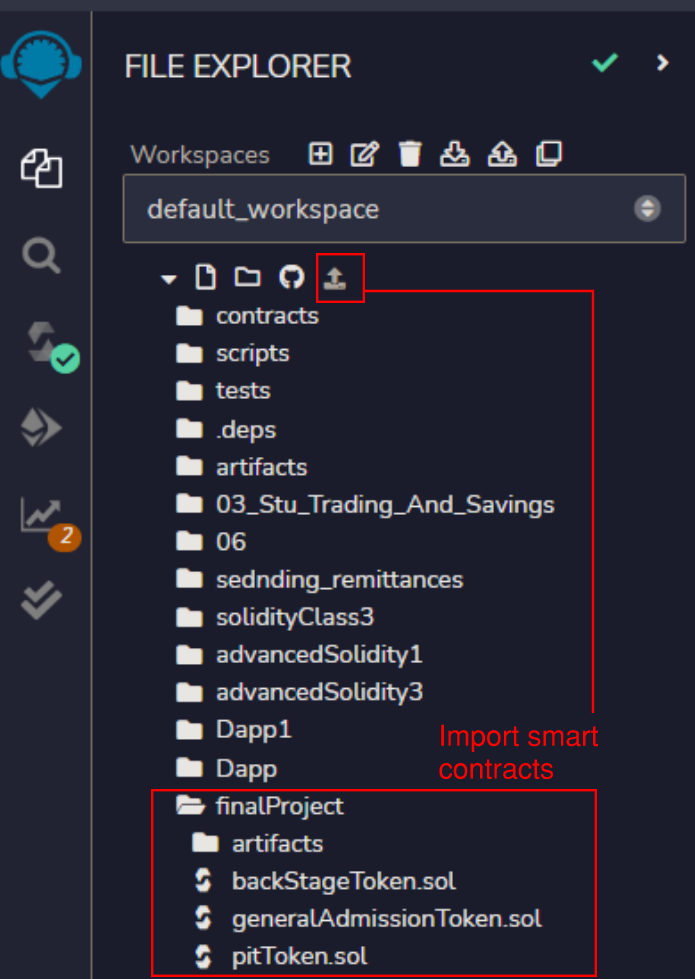 FILE EXPLORER
Workspaces
default_workspace
contracts
scripts
tests
.deps
artifacts
03_Stu_Trading_And_Savings
06
sednding_remittances
solidityClass3
advancedSolidity1
advancedSolidity3
Dapp1
Dapp
Import smart
contracts
finalProject
artifacts
backStageToken.sol
generalAdmissionToken.sol
pitToken.sol
2